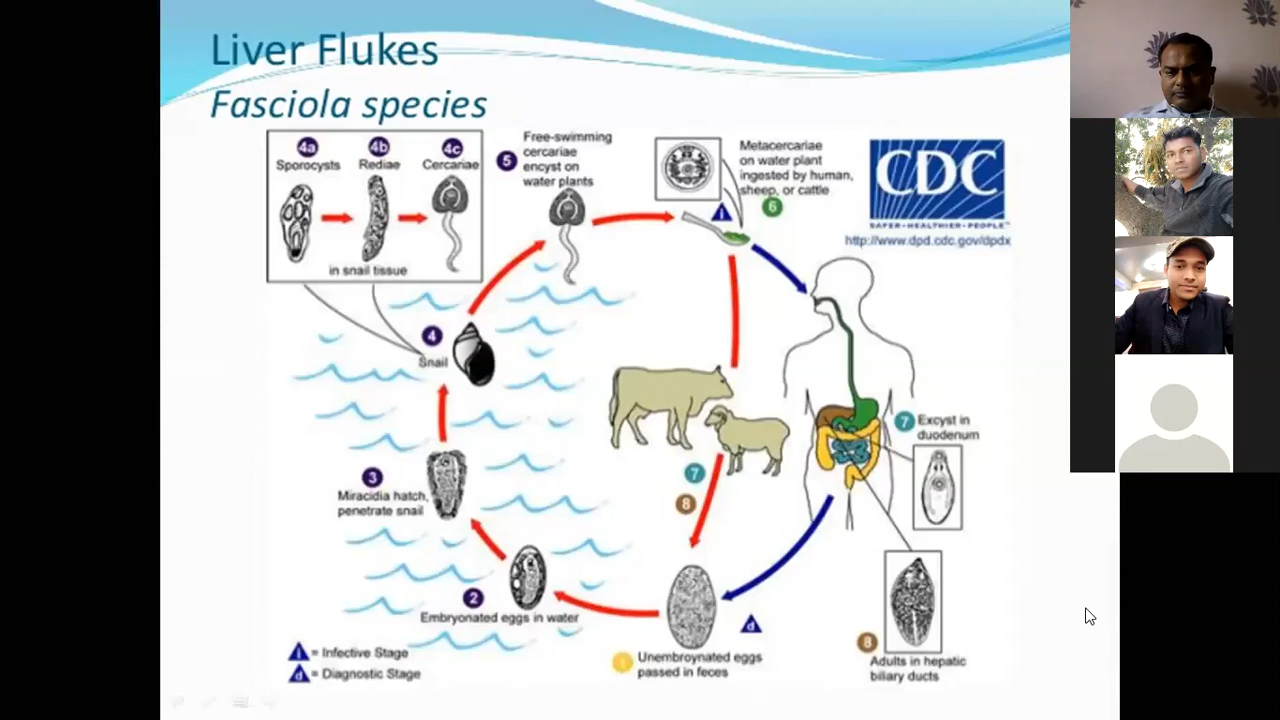 Liver Flukes
Fasciola species
4a
Sporocysts
4b
Rediae
4c
Cercariae
in snail tissue
5
Free-swimming
cercariae
encyst on
water plants
Metacercariae
on water plant
ingested by human,
sheep, or cattle
6
i
CDC
SAFER•HEALTHIER•PEOPLE™
http://www.dpd.cdc.gov/dpdx
4
Snail
3
Miracidia hatch,
penetrate snail
2
Embryonated eggs in water
7
8
7
Excyst in
duodenum
8
Adults in hepatic
biliary ducts
d
1
Unembroynated eggs
passed in feces
i = Infective Stage
d = Diagnostic Stage